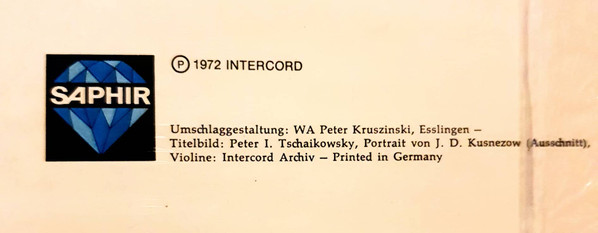 SAPHIR
Ⓟ 1972 INTERCORD
Umschlaggestaltung: WA Peter Kruszinski, Esslingen –
Titelbild: Peter I. Tschaikowsky, Portrait von J. D. Kusnezow (Ausschnitt),
Violine: Intercord Archiv – Printed in Germany